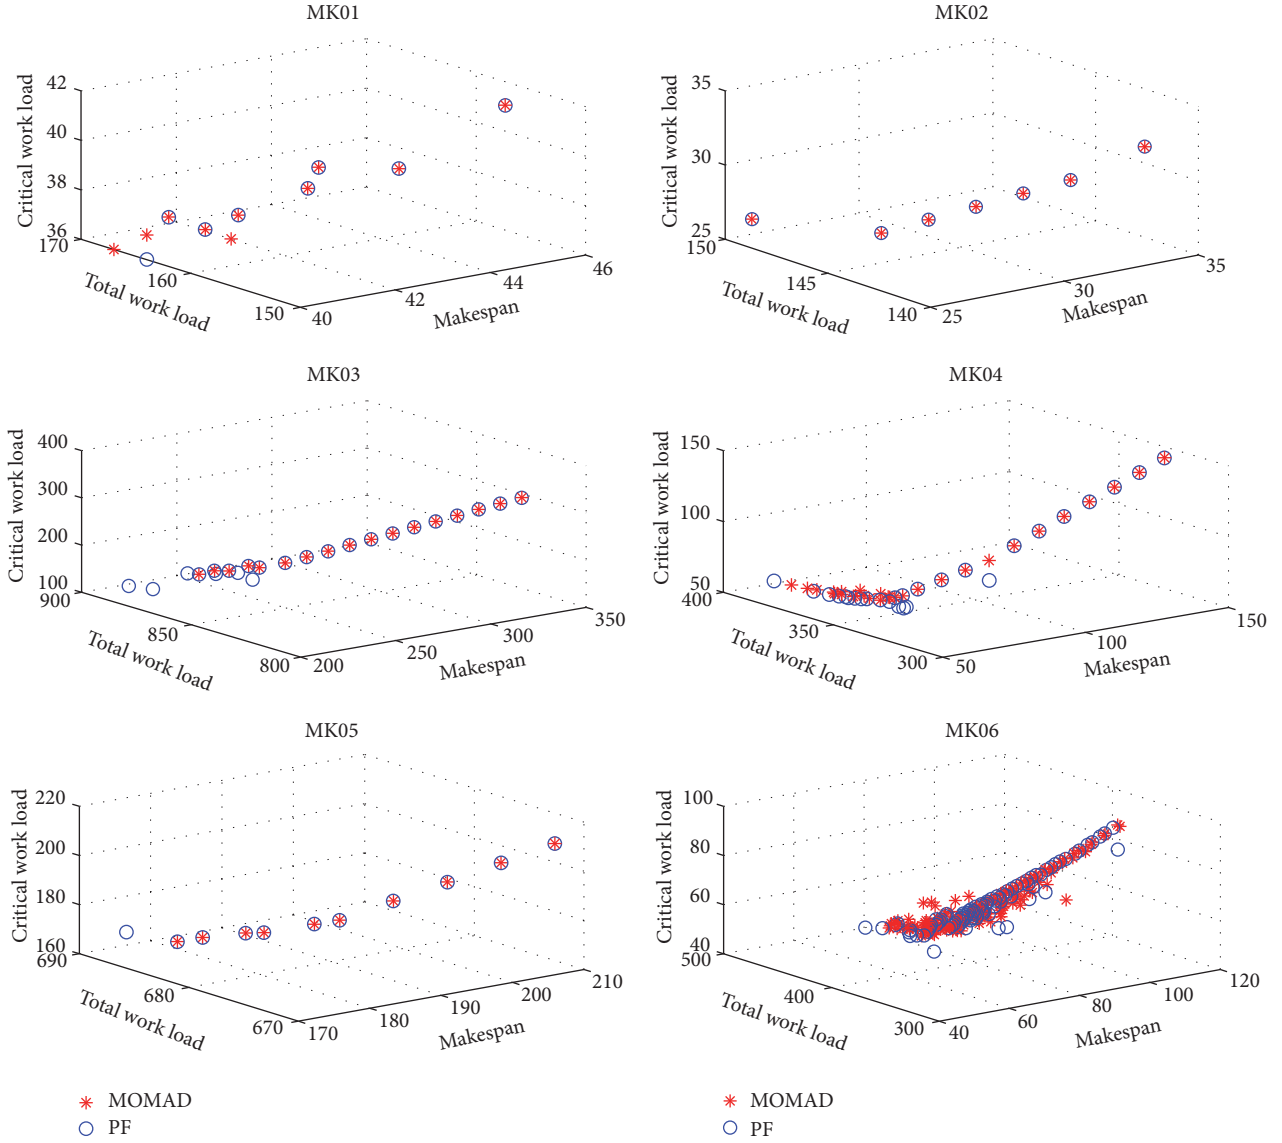 MK01
Critical work load
42
40
38
36
170
160
150
Total work load
40
42
44
46
Makespan
MK02
Critical work load
35
30
25
150
145
140
Total work load
25
30
35
Makespan
MK03
Critical work load
400
300
200
100
900
850
800
Total work load
200
250
300
350
Makespan
MK04
Critical work load
150
100
50
400
350
300
Total work load
50
100
150
Makespan
MK05
Critical work load
220
200
180
160
690
680
670
Total work load
170
180
190
200
210
Makespan
MK06
Critical work load
100
80
60
40
500
400
300
Total work load
40
60
80
100
120
Makespan
MOMAD
PF
MOMAD
PF